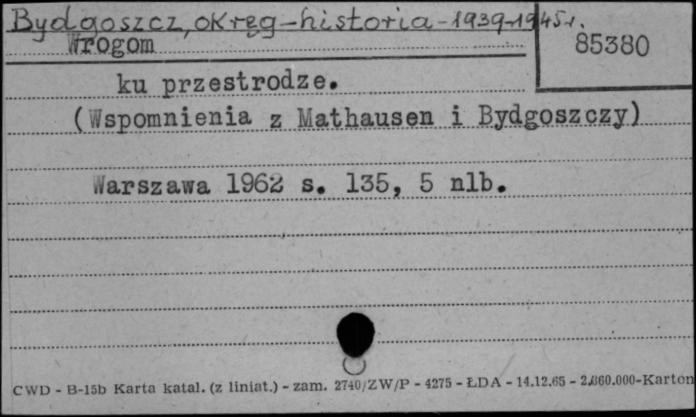 Bydgoszcz, okręg-historia-1939-1945 r.
Wrogom
85380
ku przestrodze.
(Wspomnienia z Mathausen i Bydgoszczy)
Warszawa 1962 s. 135, 5 nlb.
CWD - B-15b Karta katal. (z liniat.) - zam. 2740/ZW/P - 4275 - ŁDA - 14.12.65 - 2.860.000-Karton